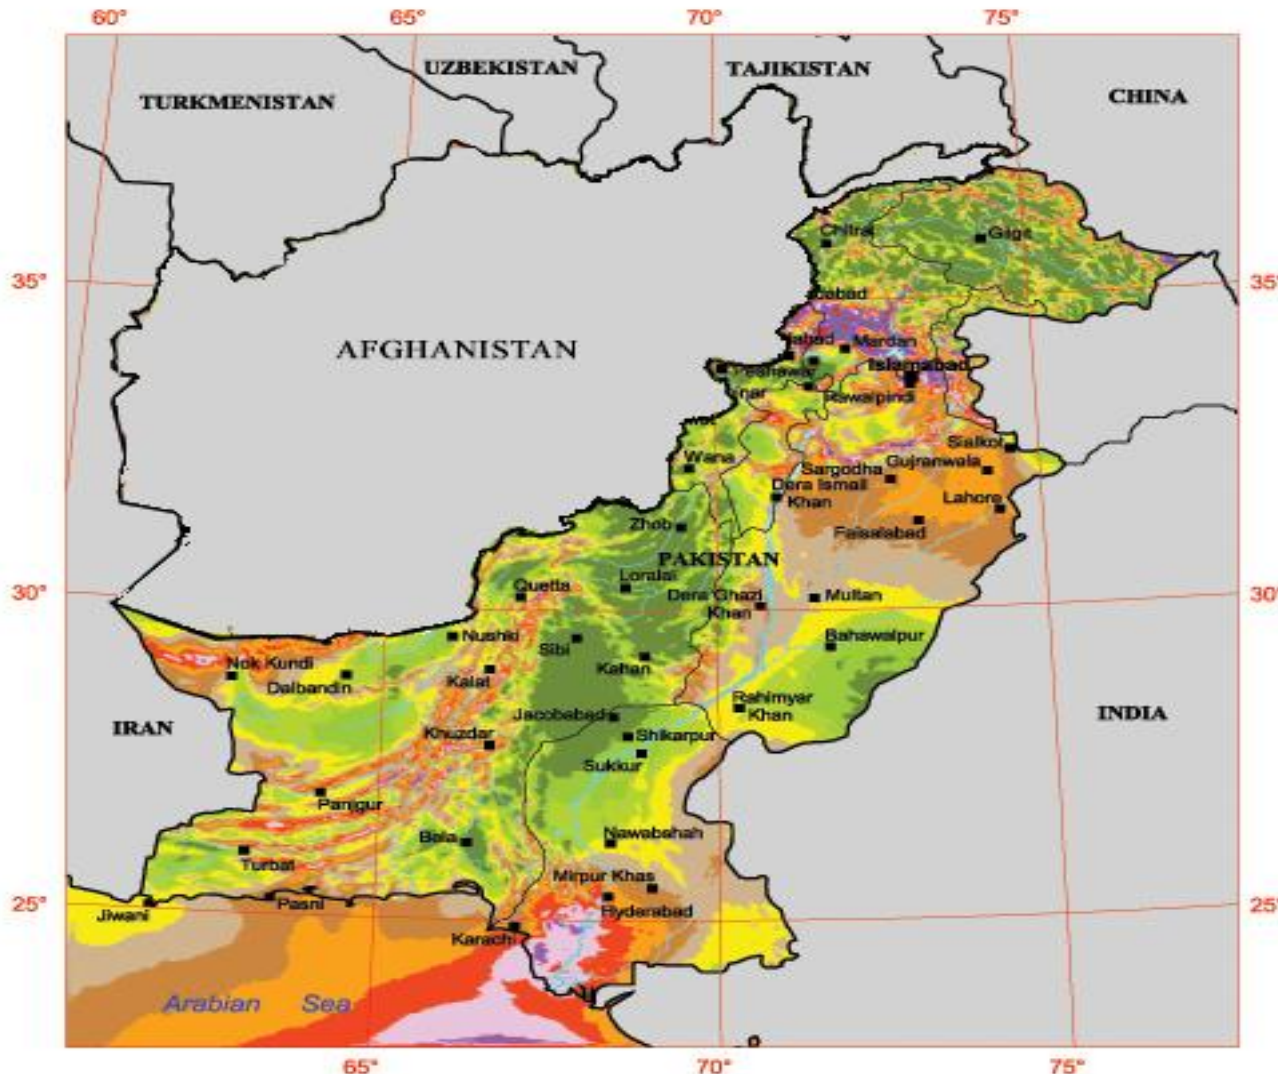 60°
65°
70°
75°
UZBEKISTAN
TAJIKISTAN
TURKMENISTAN
CHINA
Chitral
Gilgit
35°
35°
abad
AFGHANISTAN
abad
Mardan
Peshawar
Islamabad
inar
Rawalpindi
Sialkot
Wana
Sargodha
Gujranwala
Dera Ismail
Khan
Lahore
Zhob
Faisalabad
PAKISTAN
30°
Quetta
Loralai
Dera Ghazi
Khan
Multan
30°
Nushki
Sibi
Bahawalpur
Nok Kundi
Kahan
Dalbandin
Kalat
Rahimyar
Khan
IRAN
Jacobabad
INDIA
Khuzdar
Shikarpur
Sukkur
Panjgur
Bela
Nawabshah
Turbat
Mirpur Khas
25°
Jiwani
Pasni
Hyderabad
25°
Karachi
Arabian Sea
65°
70°
75°